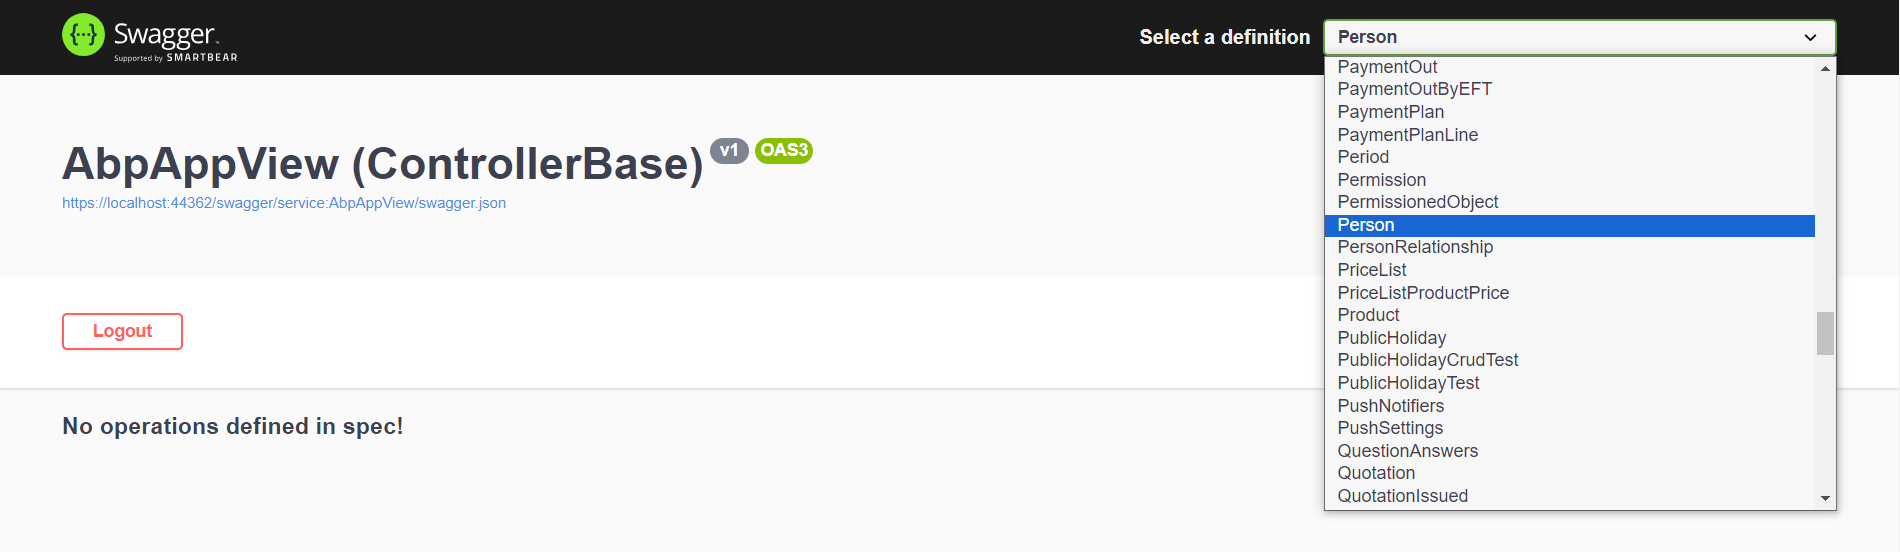 {···} Swagger™
Supported by SMARTBEAR
Select a definition
Person
PaymentOut
PaymentOutByEFT
PaymentPlan
PaymentPlanLine
Period
Permission
PermissionedObject
Person
PersonRelationship
PriceList
PriceListProductPrice
Product
PublicHoliday
PublicHolidayCrudTest
PublicHolidayTest
PushNotifiers
PushSettings
QuestionAnswers
Quotation
QuotationIssued
AbpAppView (ControllerBase) v1 OAS3
https://localhost:44362/swagger/service:AbpAppView/swagger.json
Logout
No operations defined in spec!